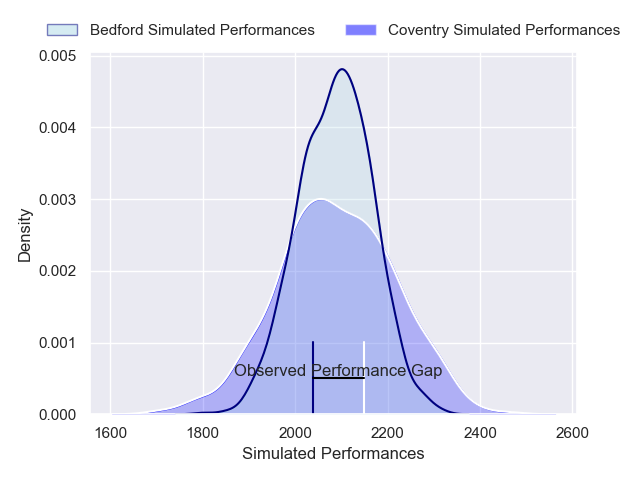 Bedford Simulated Performances
Coventry Simulated Performances
0.005
0.004
0.003
0.002
0.001
0.000
Density
Observed Performance Gap
1600 1800 2000 2200 2400 2600
Simulated Performances